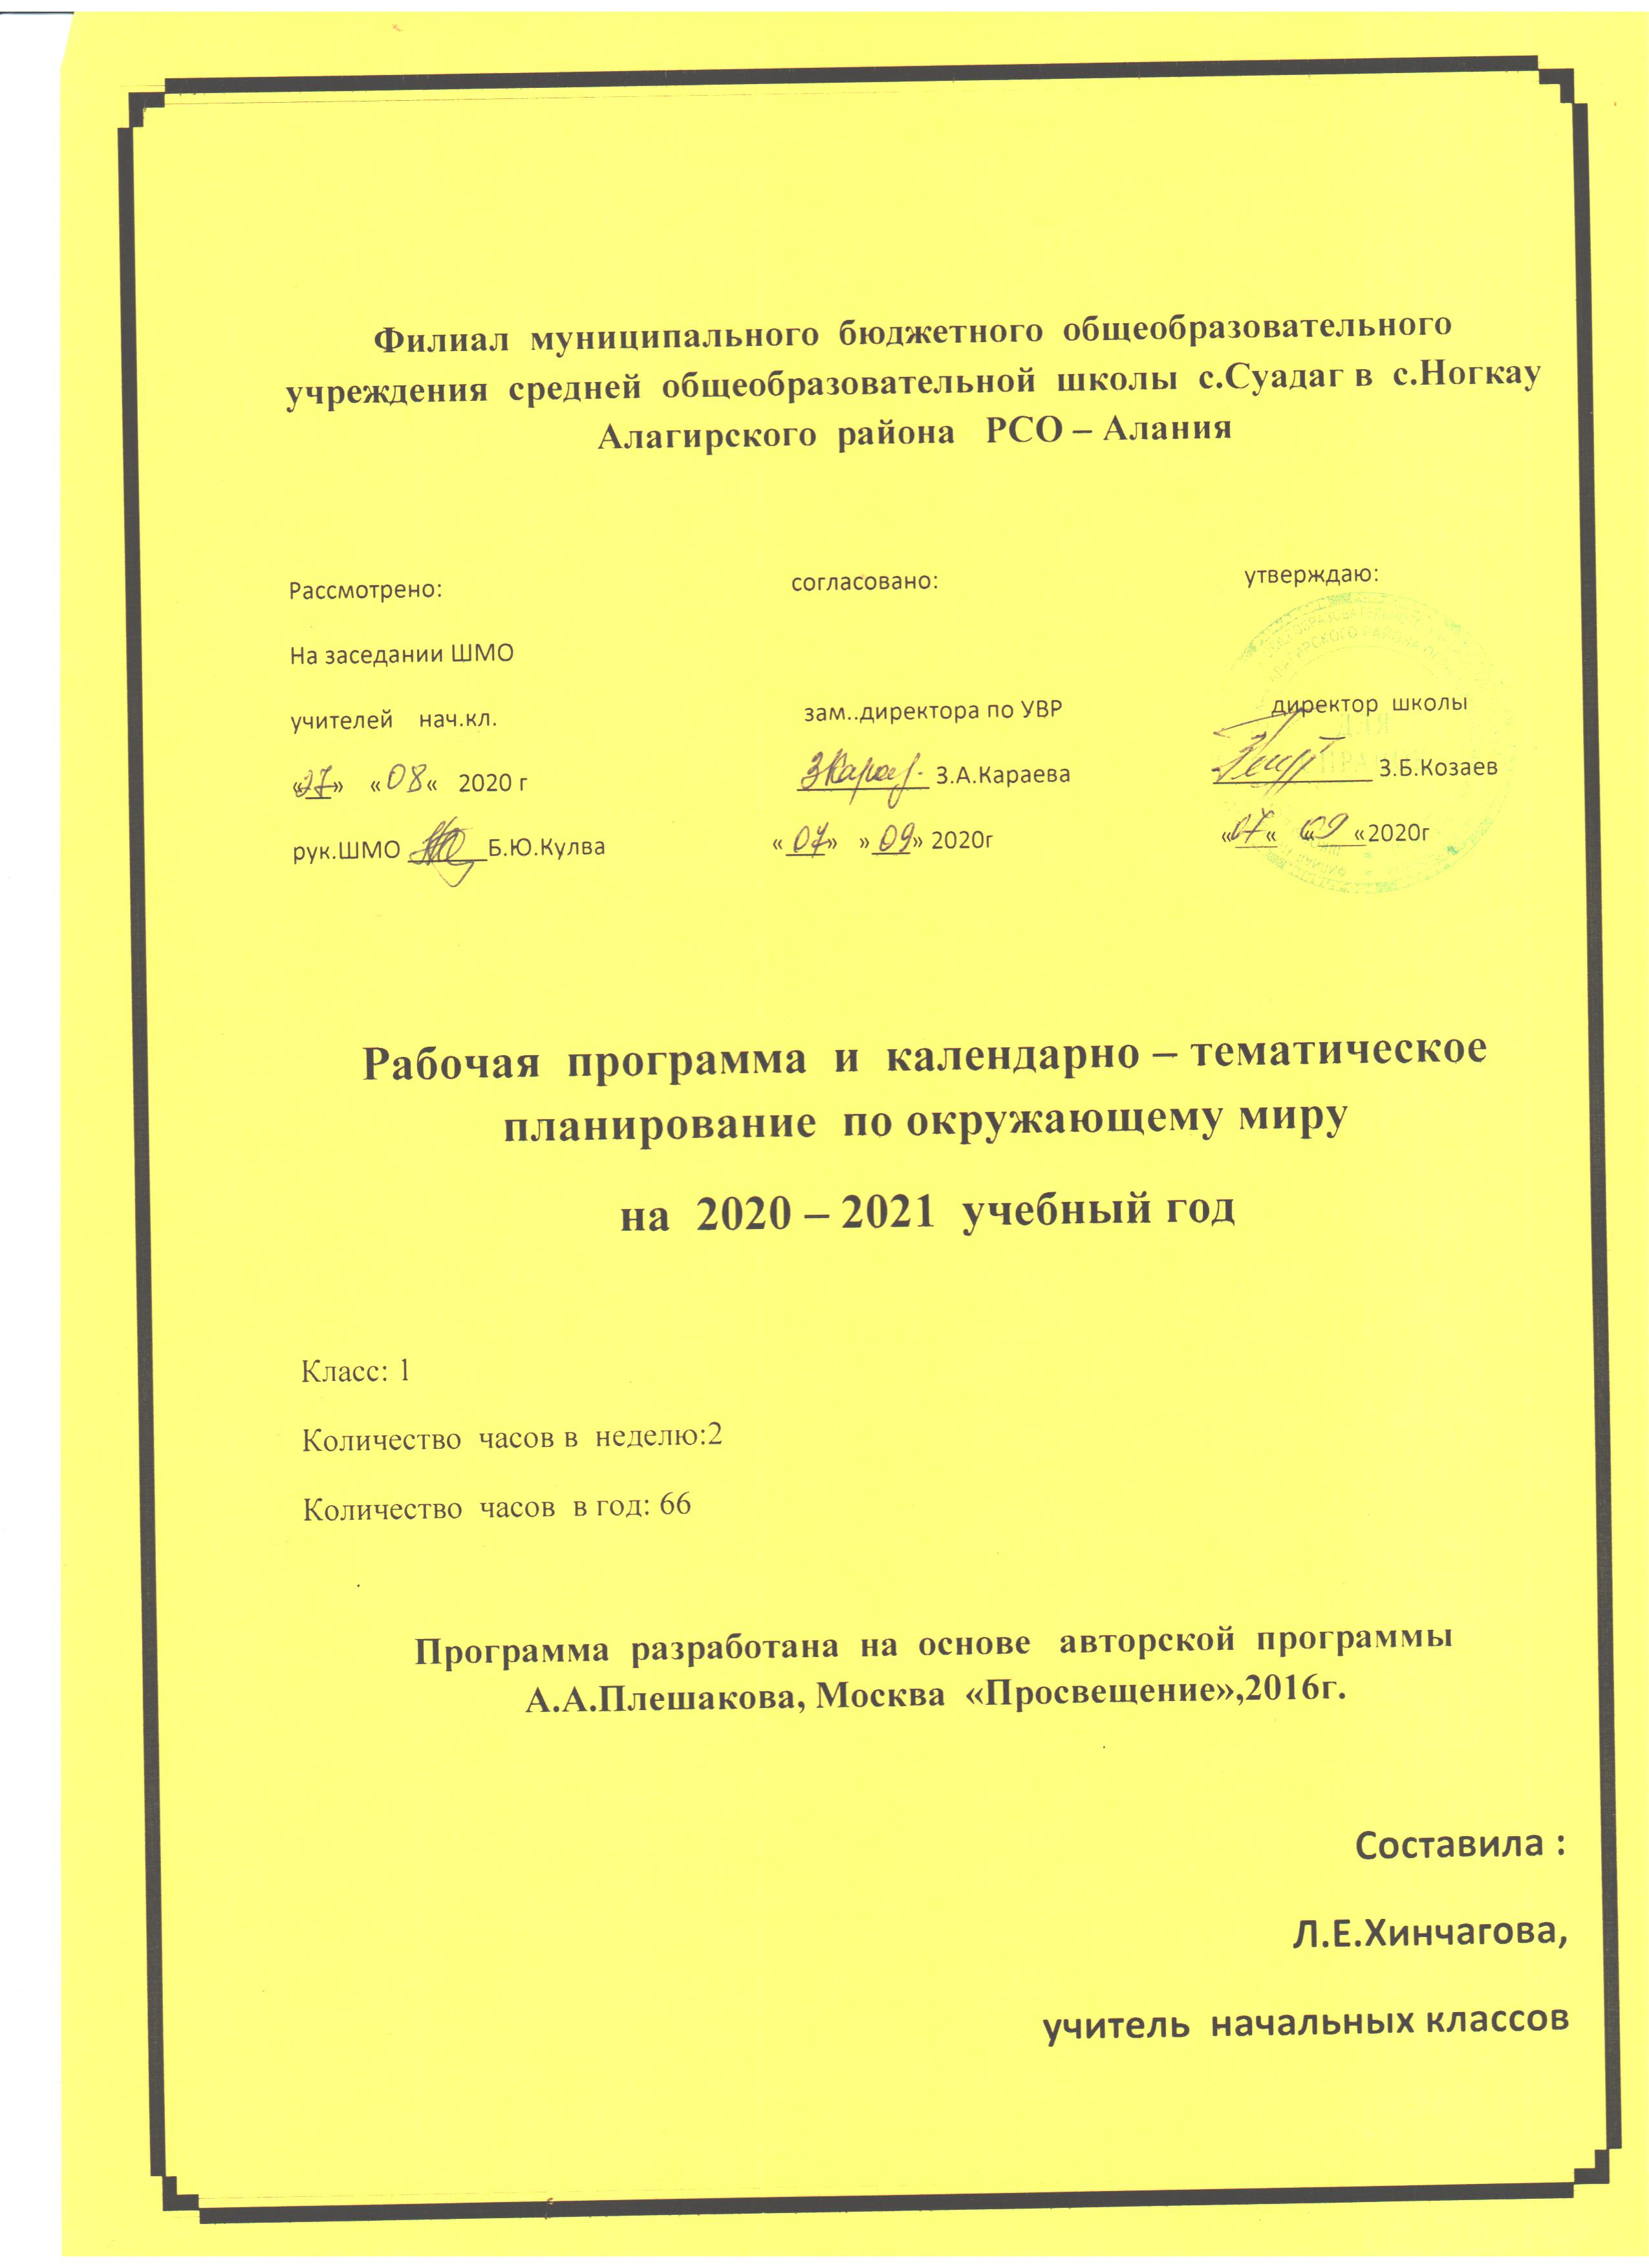 Филиал муниципального бюджетного общеобразовательного
учреждения средней общеобразовательной школы с.Суадаг в с.Ногкау
Алагирского района РСО – Алания
Рассмотрено: согласовано: утверждаю:
На заседании ШМО
учителей нач.кл. зам..директора по УВР директор школы
«27» «08« 2020 г З.А.Караева З.Б.Козаев
рук.ШМО Б.Ю.Кулва «07» »09» 2020г «07« «09 «2020г
Рабочая программа и календарно – тематическое
планирование по окружающему миру
на 2020 – 2021 учебный год
Класс: 1
Количество часов в неделю:2
Количество часов в год: 66
Программа разработана на основе авторской программы
А.А.Плешакова, Москва «Просвещение»,2016г.
Составила :
Л.Е.Хинчагова,
учитель начальных классов